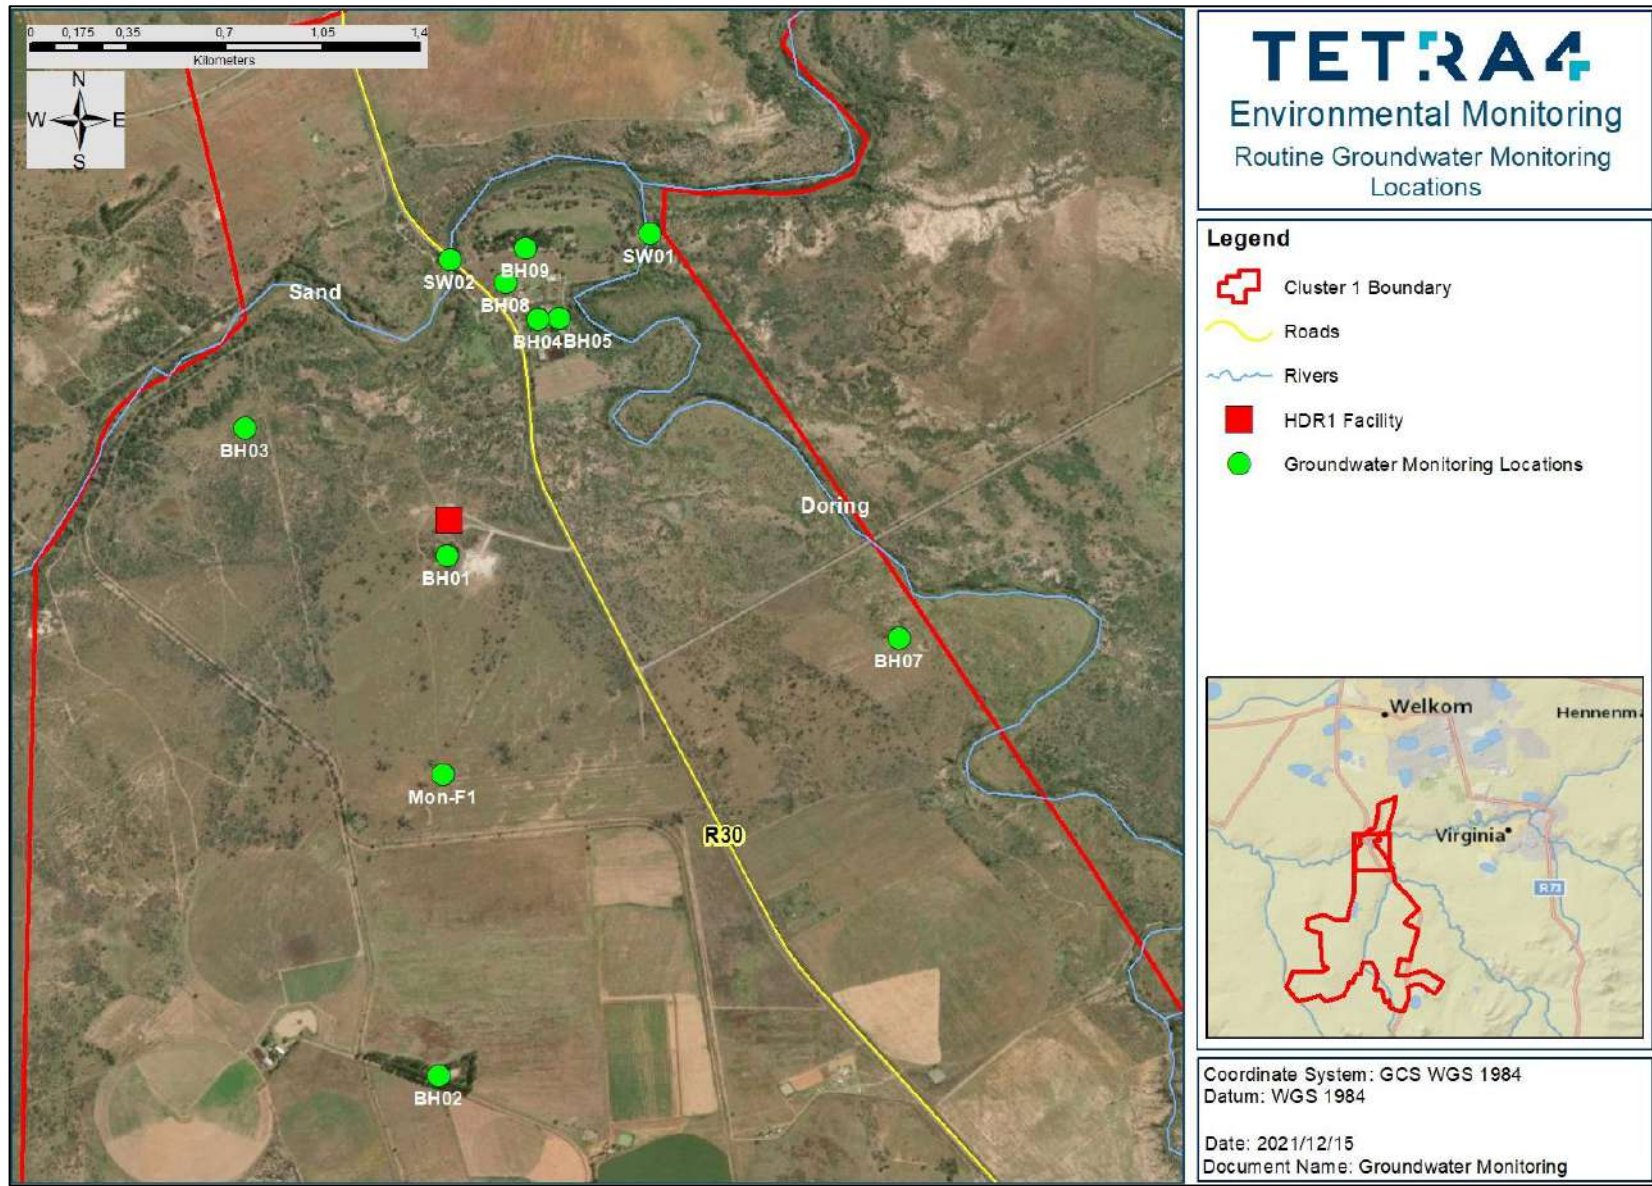 0 0,175 0,35 0,7 1,05 1,4
Kilometers
N
W E
S
Sand
SW02
BH09
SW01
BH08
BH04 BH05
BH03
Doring
BH01
BH07
Mon-F1
R30
BH02
TETRA4
Environmental Monitoring
Routine Groundwater Monitoring
Locations
Legend
Cluster 1 Boundary
Roads
Rivers
HDR1 Facility
Groundwater Monitoring Locations
Welkom
Hennenma
Virginia
R73
Coordinate System: GCS WGS 1984
Datum: WGS 1984
Date: 2021/12/15
Document Name: Groundwater Monitoring